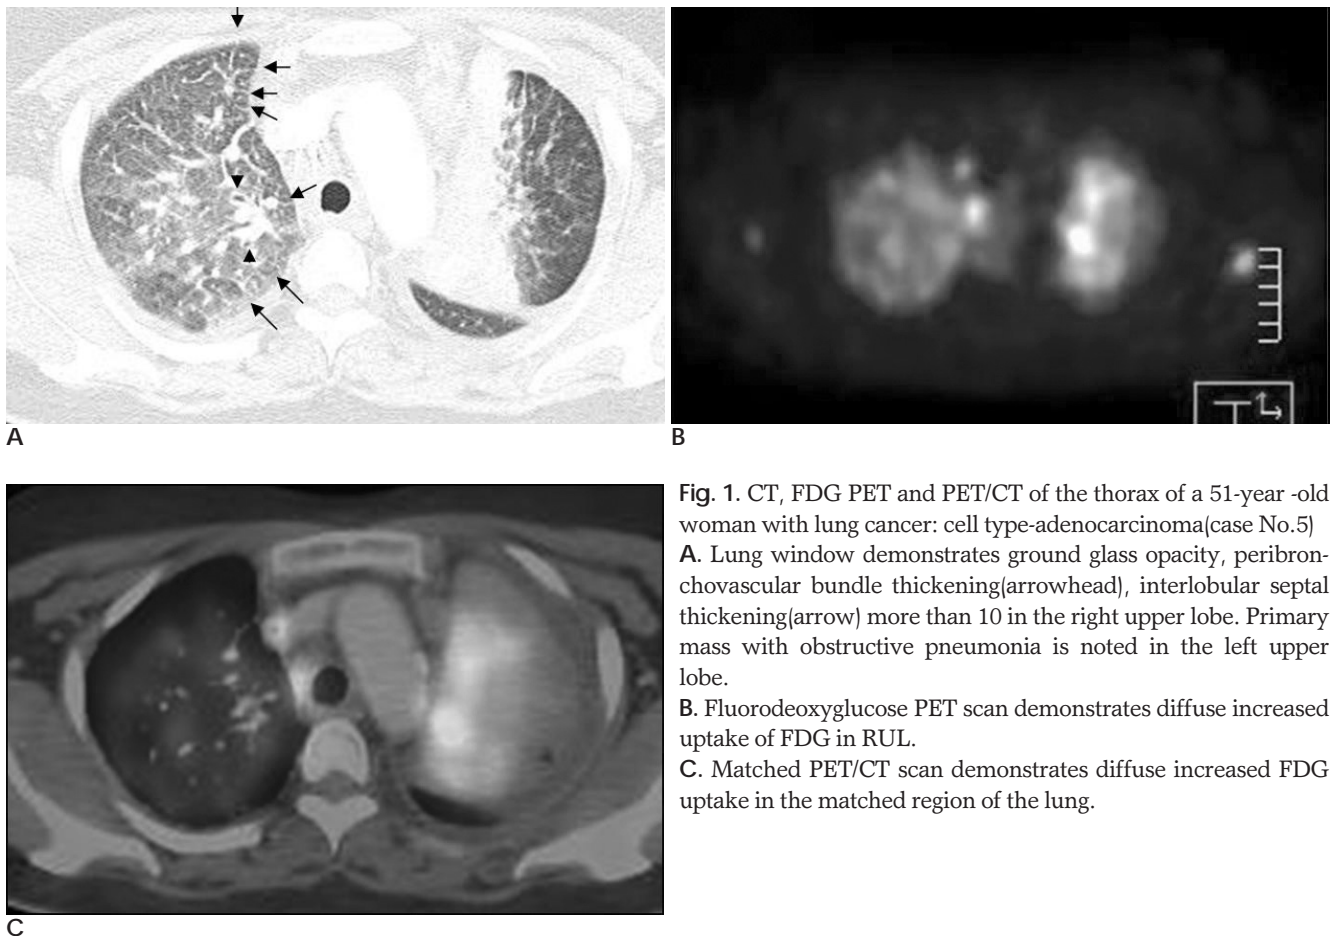 A
B
Fig. 1. CT, FDG PET and PET/CT of the thorax of a 51-year -old
woman with lung cancer: cell type-adenocarcinoma(case No.5)
A. Lung window demonstrates ground glass opacity, peribron-
chovascular bundle thickening(arrowhead), interlobular septal
thickening(arrow) more than 10 in the right upper lobe. Primary
mass with obstructive pneumonia is noted in the left upper
lobe.
B. Fluorodeoxyglucose PET scan demonstrates diffuse increased
uptake of FDG in RUL.
C. Matched PET/CT scan demonstrates diffuse increased FDG
uptake in the matched region of the lung.
C